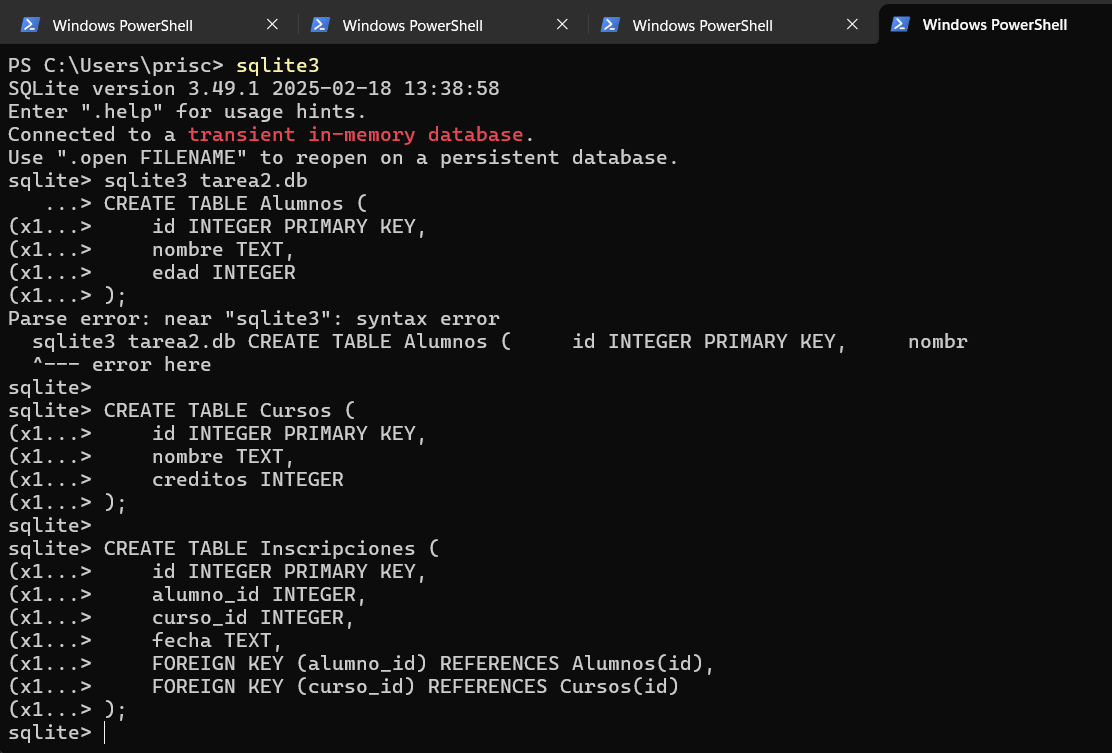 Windows PowerShell
Windows PowerShell
Windows PowerShell
Windows PowerShell
PS C:\Users\prisc> sqlite3
SQLite version 3.49.1 2025-02-18 13:38:58
Enter ".help" for usage hints.
Connected to a transient in-memory database.
Use ".open FILENAME" to reopen on a persistent database.
sqlite> sqlite3 tarea2.db
   ...> CREATE TABLE Alumnos (
(x1...>     id INTEGER PRIMARY KEY,
(x1...>     nombre TEXT,
(x1...>     edad INTEGER
(x1...> );
Parse error: near "sqlite3": syntax error
  sqlite3 tarea2.db CREATE TABLE Alumnos (     id INTEGER PRIMARY KEY,     nombr
  ^--- error here
sqlite>
sqlite> CREATE TABLE Cursos (
(x1...>     id INTEGER PRIMARY KEY,
(x1...>     nombre TEXT,
(x1...>     creditos INTEGER
(x1...> );
sqlite>
sqlite> CREATE TABLE Inscripciones (
(x1...>     id INTEGER PRIMARY KEY,
(x1...>     alumno_id INTEGER,
(x1...>     curso_id INTEGER,
(x1...>     fecha TEXT,
(x1...>     FOREIGN KEY (alumno_id) REFERENCES Alumnos(id),
(x1...>     FOREIGN KEY (curso_id) REFERENCES Cursos(id)
(x1...> );
sqlite>